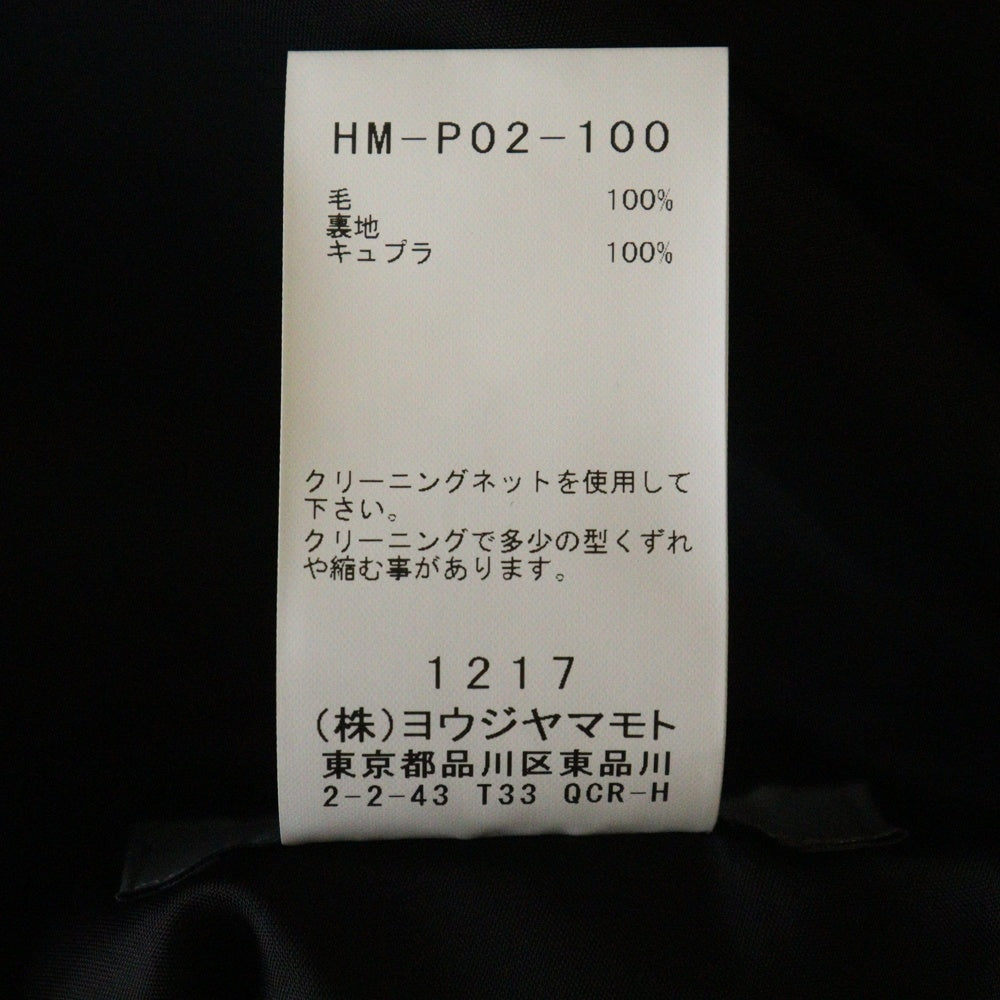 HM-P02-100
毛 100%
裏地
キュプラ 100%
クリーニングネットを使用して
下さい。
クリーニングで多少の型くずれ
や縮む事があります。
1217
(株)ヨウジヤマモト
東京都品川区東品川
2-2-43 T33 QCR-H